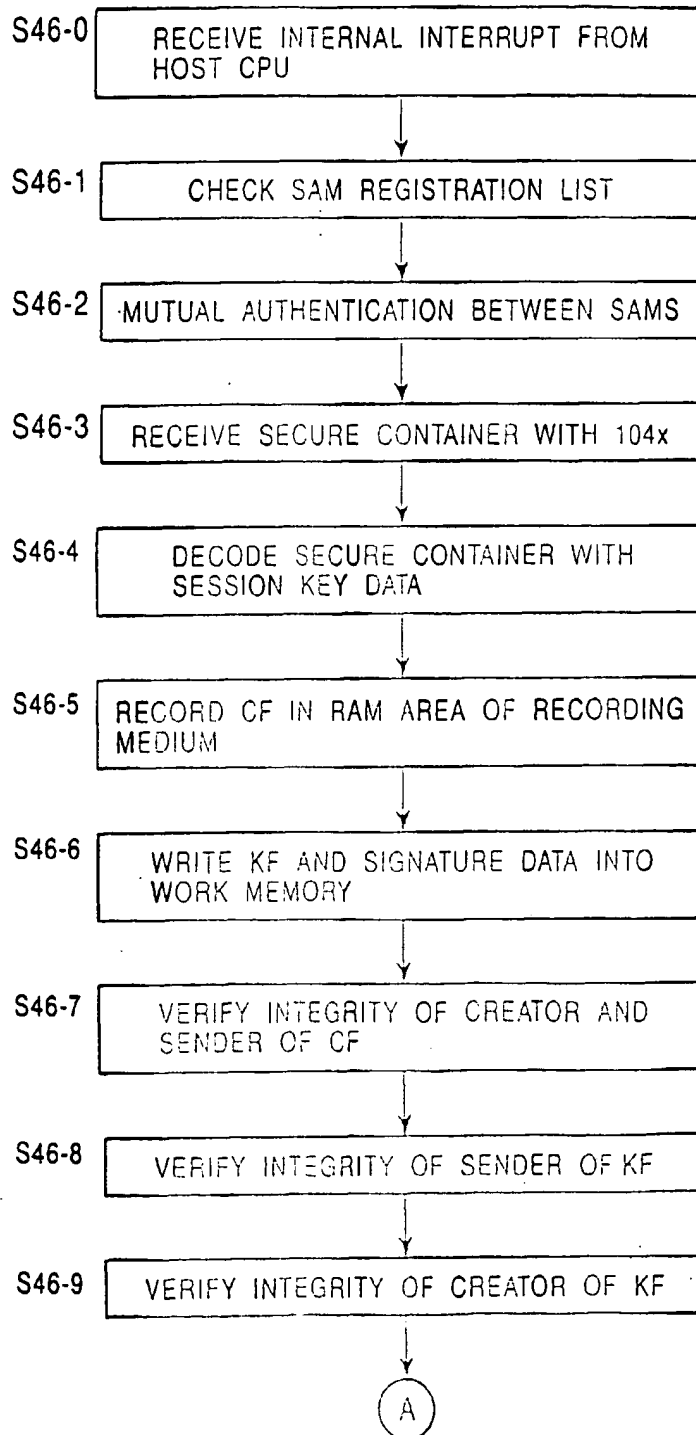 S46-0
RECEIVE INTERNAL INTERRUPT FROM
HOST CPU
S46-1
CHECK SAM REGISTRATION LIST
S46-2
MUTUAL AUTHENTICATION BETWEEN SAMS
S46-3
RECEIVE SECURE CONTAINER WITH 104x
S46-4
DECODE SECURE CONTAINER WITH
SESSION KEY DATA
S46-5
RECORD CF IN RAM AREA OF RECORDING
MEDIUM
S46-6
WRITE KF AND SIGNATURE DATA INTO
WORK MEMORY
S46-7
VERIFY INTEGRITY OF CREATOR AND
SENDER OF CF
S46-8
VERIFY INTEGRITY OF SENDER OF KF
S46-9
VERIFY INTEGRITY OF CREATOR OF KF
A